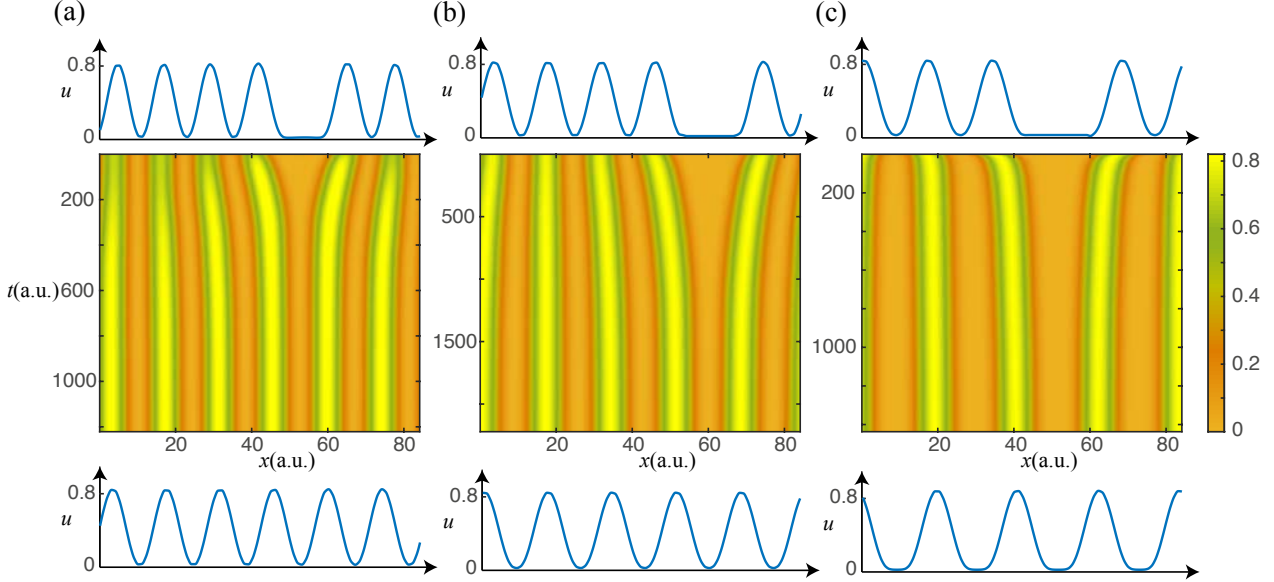 (a) (b) (c)
0.8 0.8 0.8
u u u
0 0 0
200 500 200 0.8
0.6
t(a.u.) 600 0.4
1500 1000 0.2
1000 0
20 40 60 80 20 40 60 80 20 40 60 80
x(a.u.) x(a.u.) x(a.u.)
0.8 0.8 0.8
u u u
0 0 0